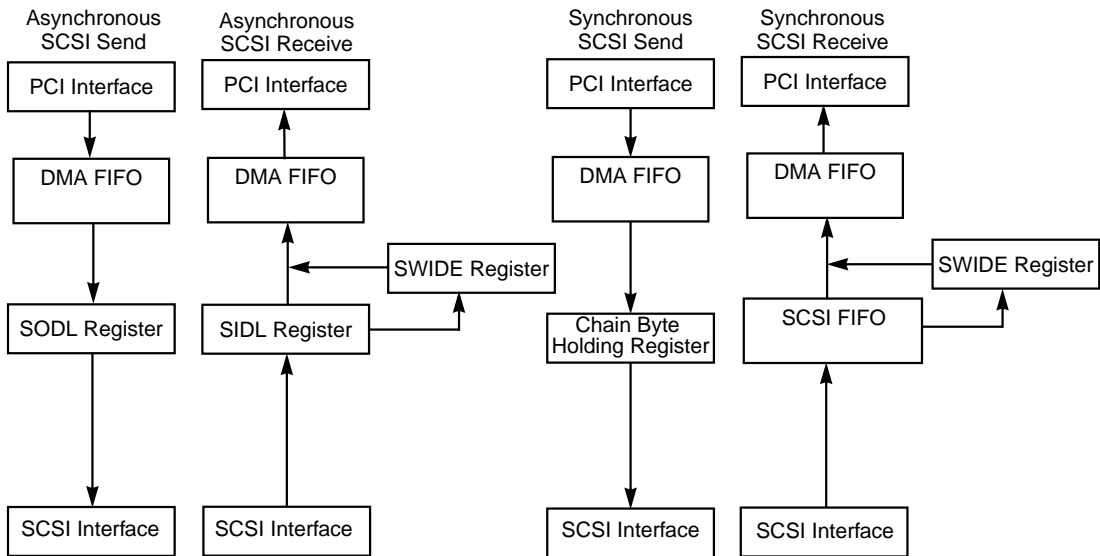 Asynchronous
SCSI Send
PCI Interface
DMA FIFO
SODL Register
SCSI Interface
Asynchronous
SCSI Receive
PCI Interface
DMA FIFO
SWIDE Register
SIDL Register
SCSI Interface
Synchronous
SCSI Send
PCI Interface
DMA FIFO
Chain Byte
Holding Register
SCSI Interface
Synchronous
SCSI Receive
PCI Interface
DMA FIFO
SWIDE Register
SCSI FIFO
SCSI Interface